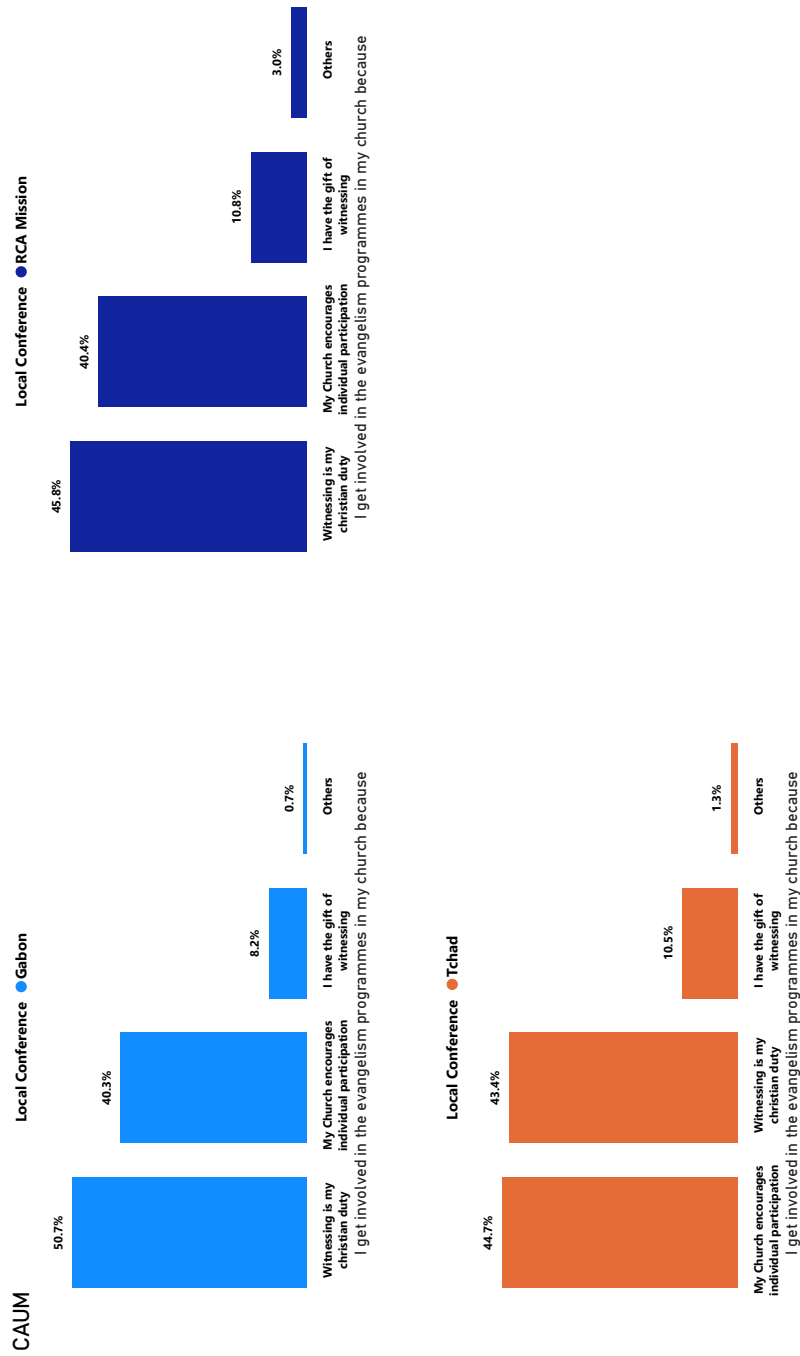 CAUM
Local Conference Gabon
50.7%
40.3%
8.2%
0.7%
Witnessing is my
christian duty
My Church encourages
individual participation
I have the gift of
witnessing
Others
I get involved in the evangelism programmes in my church because
Local Conference RCA Mission
45.8%
40.4%
10.8%
3.0%
Witnessing is my
christian duty
My Church encourages
individual participation
I have the gift of
witnessing
Others
I get involved in the evangelism programmes in my church because
Local Conference Tchad
44.7%
43.4%
10.5%
1.3%
My Church encourages
individual participation
Witnessing is my
christian duty
I have the gift of
witnessing
Others
I get involved in the evangelism programmes in my church because